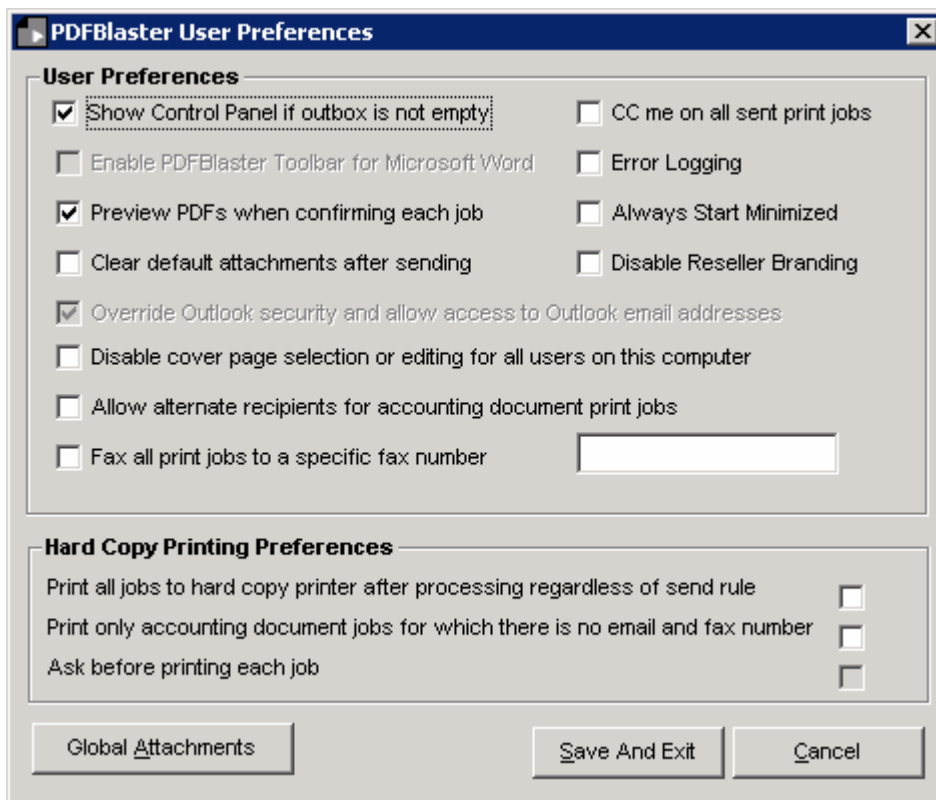 PDFBlaster User Preferences
User Preferences
Show Control Panel if outbox is not empty
CC me on all sent print jobs
Enable PDFBlaster Toolbar for Microsoft Word
Error Logging
Preview PDFs when confirming each job
Always Start Minimized
Clear default attachments after sending
Disable Reseller Branding
Override Outlook security and allow access to Outlook email addresses
Disable cover page selection or editing for all users on this computer
Allow alternate recipients for accounting document print jobs
Fax all print jobs to a specific fax number
Hard Copy Printing Preferences
Print all jobs to hard copy printer after processing regardless of send rule
Print only accounting document jobs for which there is no email and fax number
Ask before printing each job
Global Attachments
Save And Exit
Cancel